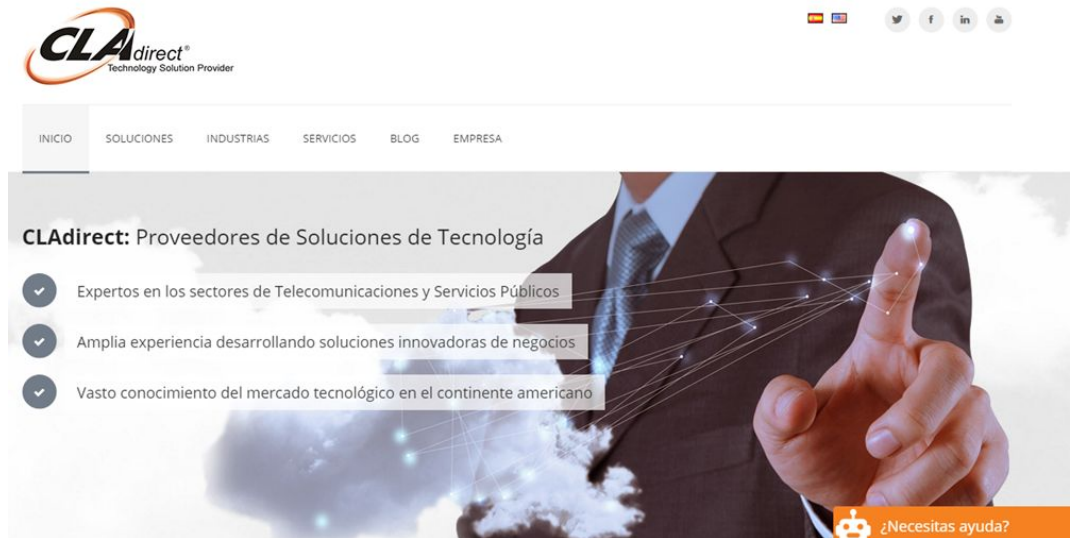 CLAdirect®
Technology Solution Provider
INICIO SOLUCIONES INDUSTRIAS SERVICIOS BLOG EMPRESA
CLAdirect: Proveedores de Soluciones de Tecnología
Expertos en los sectores de Telecomunicaciones y Servicios Públicos
Amplia experiencia desarrollando soluciones innovadoras de negocios
Vasto conocimiento del mercado tecnológico en el continente americano
¿Necesitas ayuda?